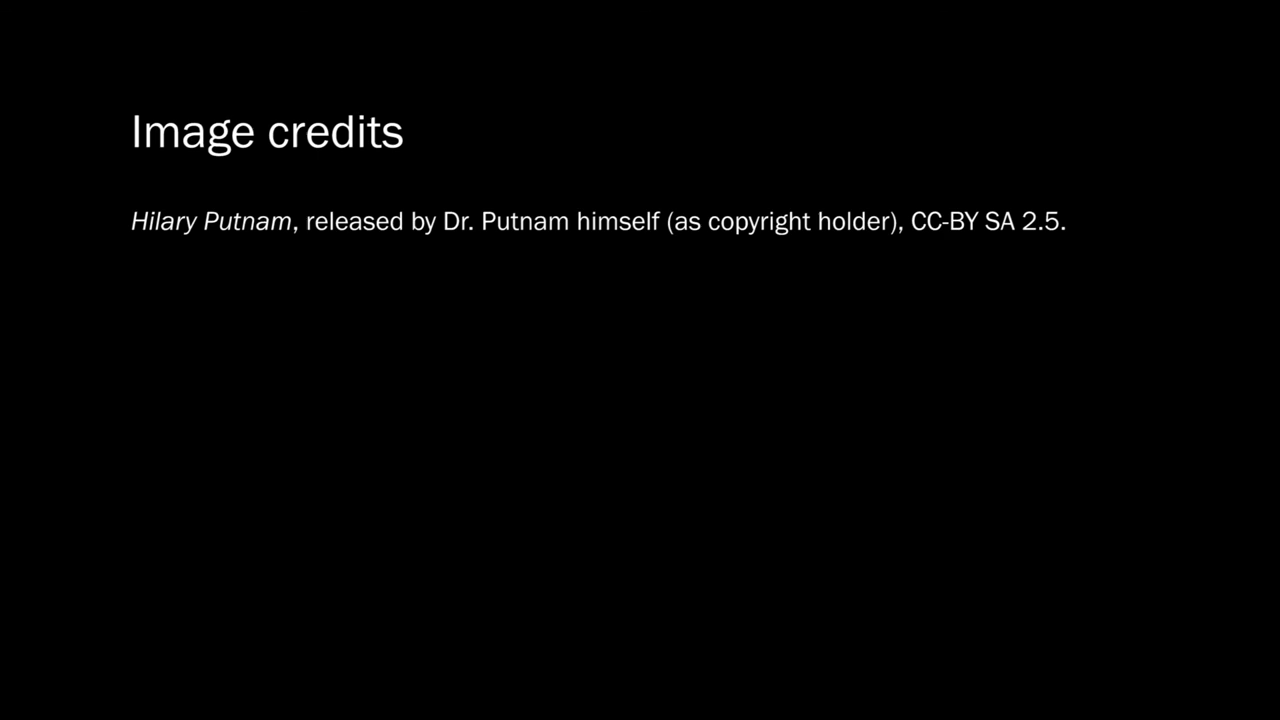 Image credits
Hilary Putnam, released by Dr. Putnam himself (as copyright holder), CC-BY SA 2.5.